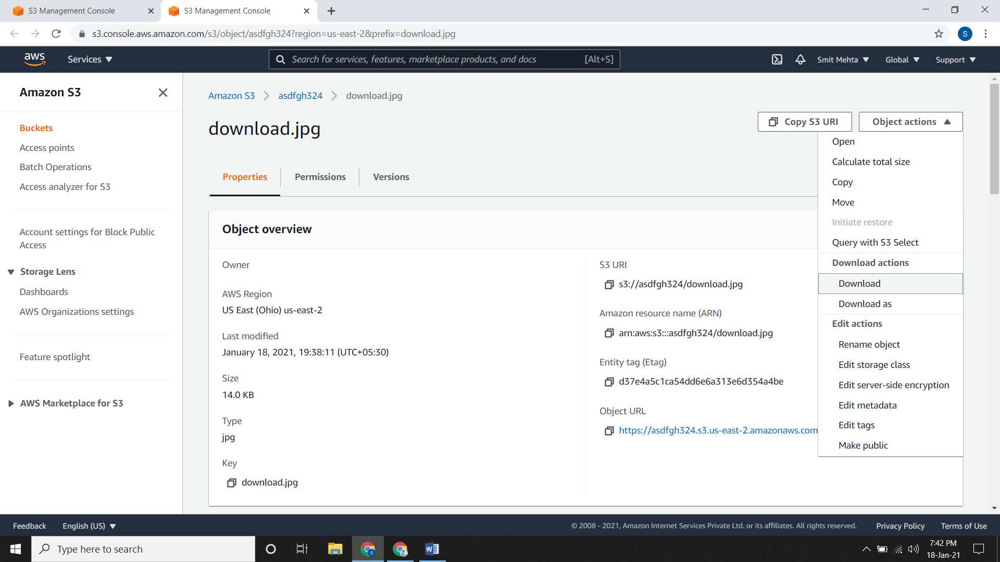 S3 Management Console
S3 Management Console
s3.console.aws.amazon.com/s3/object/asdfgh324?region=us-east-2&prefix=download.jpg
S
aws
Services
Search for services, features, marketplace products, and docs
[Alt+S]
Smit Mehta
Global
Support
Amazon S3
Buckets
Access points
Batch Operations
Access analyzer for S3
Account settings for Block Public
Access
Storage Lens
Dashboards
AWS Organizations settings
Feature spotlight
AWS Marketplace for S3
Amazon S3
asdfgh324
download.jpg
download.jpg
Copy S3 URI
Object actions
Properties
Permissions
Versions
Object overview
Owner
AWS Region
US East (Ohio) us-east-2
Last modified
January 18, 2021, 19:38:11 (UTC+05:30)
Size
14.0 KB
Type
jpg
Key
download.jpg
S3 URI
s3://asdfgh324/download.jpg
Amazon resource name (ARN)
arn:aws:s3:::asdfgh324/download.jpg
Entity tag (Etag)
d37e4a5c1ca54dd6e6a313e6d354a4be
Object URL
https://asdfgh324.s3.us-east-2.amazonaws.com
Open
Calculate total size
Copy
Move
Initiate restore
Query with S3 Select
Download actions
Download
Download as
Edit actions
Rename object
Edit storage class
Edit server-side encryption
Edit metadata
Edit tags
Make public
Feedback
English (US)
© 2008 - 2021, Amazon Internet Services Private Ltd. or its affiliates. All rights reserved.
Privacy Policy
Terms of Use
Type here to search
7:42 PM
18-Jan-21